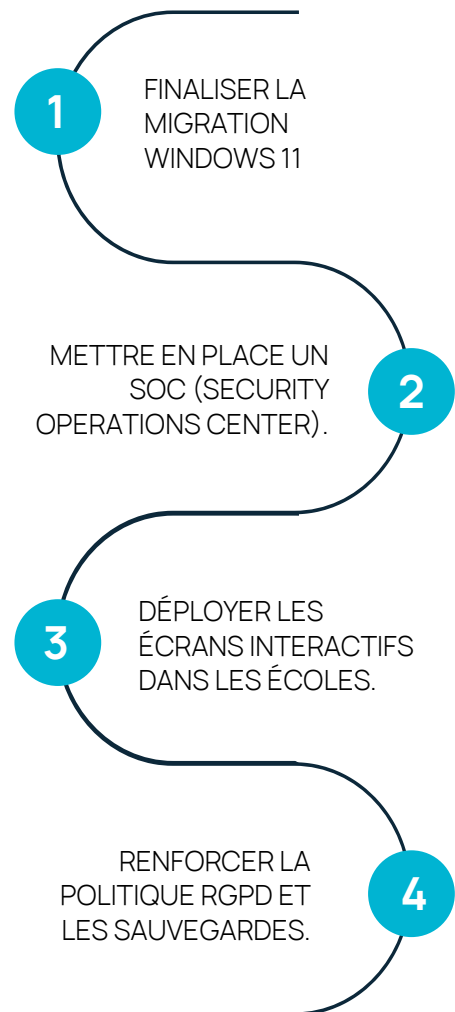 1
FINALISER LA
MIGRATION
WINDOWS 11
METTRE EN PLACE UN
SOC (SECURITY
OPERATIONS CENTER).
2
3
DÉPLOYER LES
ÉCRANS INTERACTIFS
DANS LES ÉCOLES.
RENFORCER LA
POLITIQUE RGPD ET
LES SAUVEGARDES.
4